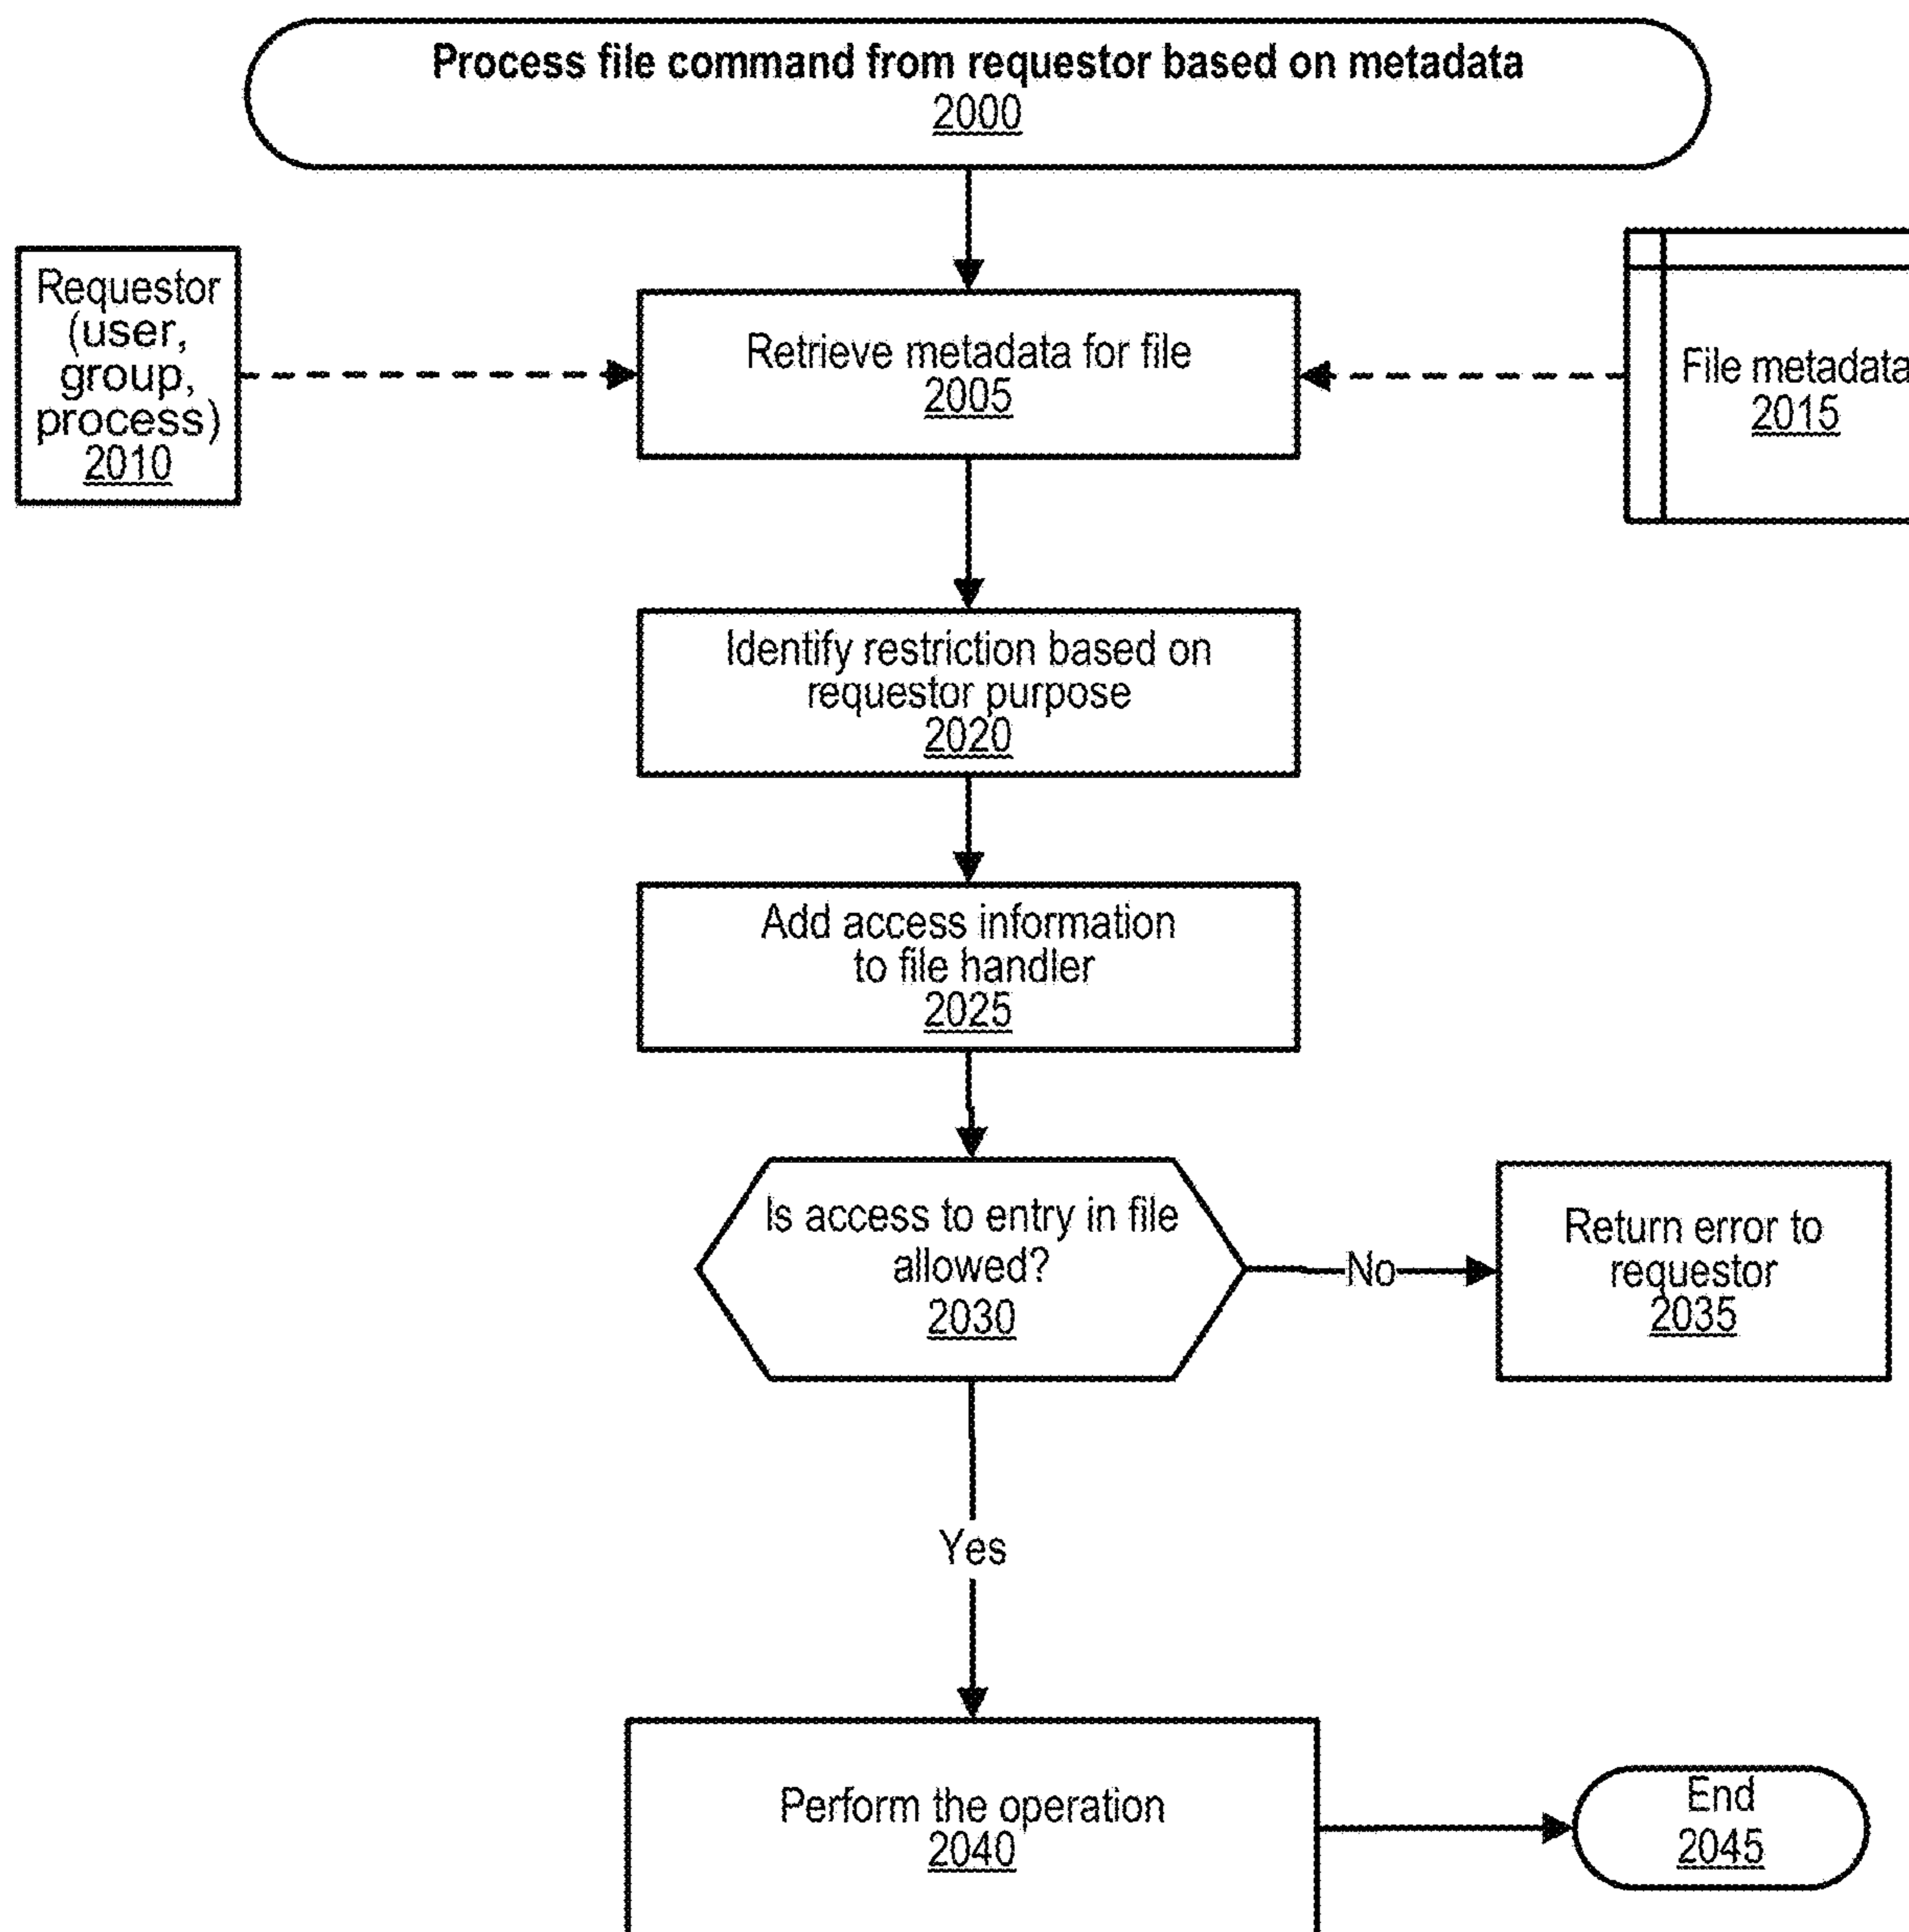 Process file command from requestor based on metadata
2000
Requestor
(user,
group,
process)
2010
Retrieve metadata for file
2005
File metadata
2015
Identify restriction based on
requestor purpose
2020
Add access information
to file handler
2025
Is access to entry in file
allowed?
2030
No
Return error to
requestor
2035
Yes
Perform the operation
2040
End
2045